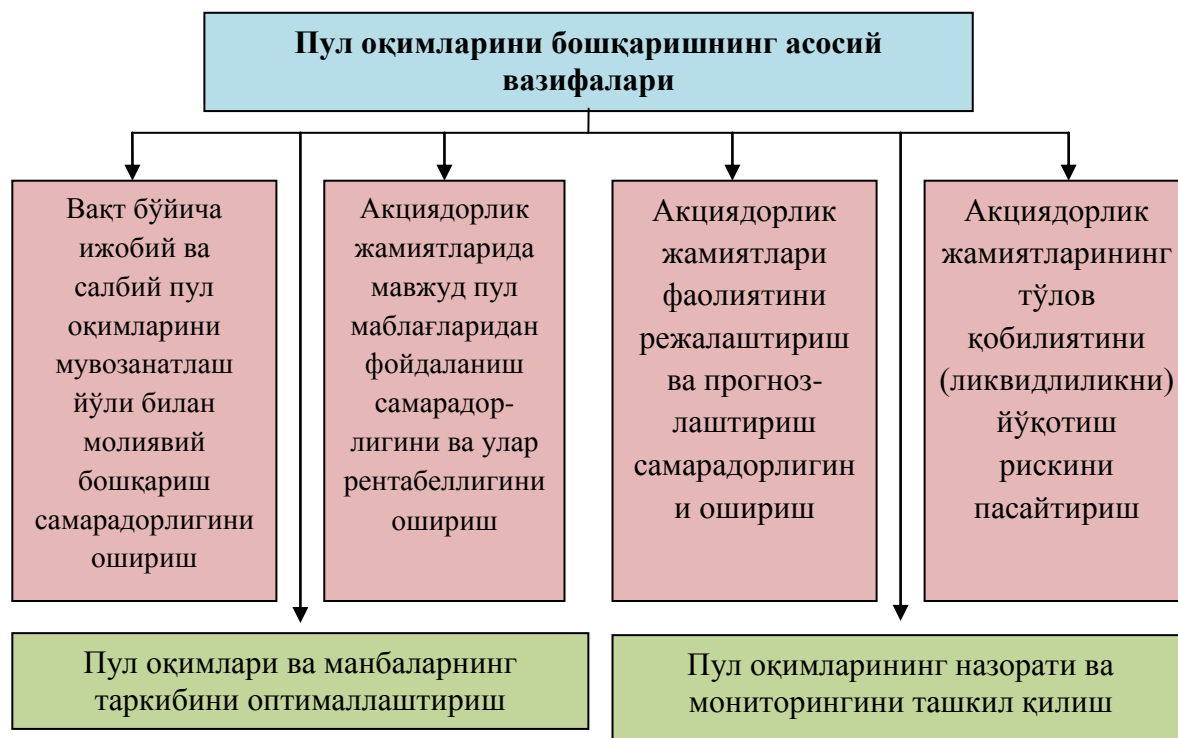 Пул оқимларини бошқаришнинг асосий
вазифалари
Вақт бўйича
ижобий ва
салбий пул
оқимларини
мувозанатлаш
йўли билан
молиявий
бошқариш
самарадорлигини
ошириш
Акциядорлик
жамиятларида
мавжуд пул
маблағларидан
фойдаланиш
самарадор-
лигини ва улар
рентабеллигини
ошириш
Акциядорлик
жамиятлари
фаолиятини
режалаштириш
ва прогноз-
лаштириш
самарадорлигин
и ошириш
Акциядорлик
жамиятларининг
тўлов
қобилиятини
(ликвидлиликни)
йўқотиш
рискини
пасайтириш
Пул оқимлари ва манбаларнинг
таркибини оптималлаштириш
Пул оқимларининг назорати ва
мониторингини ташкил қилиш